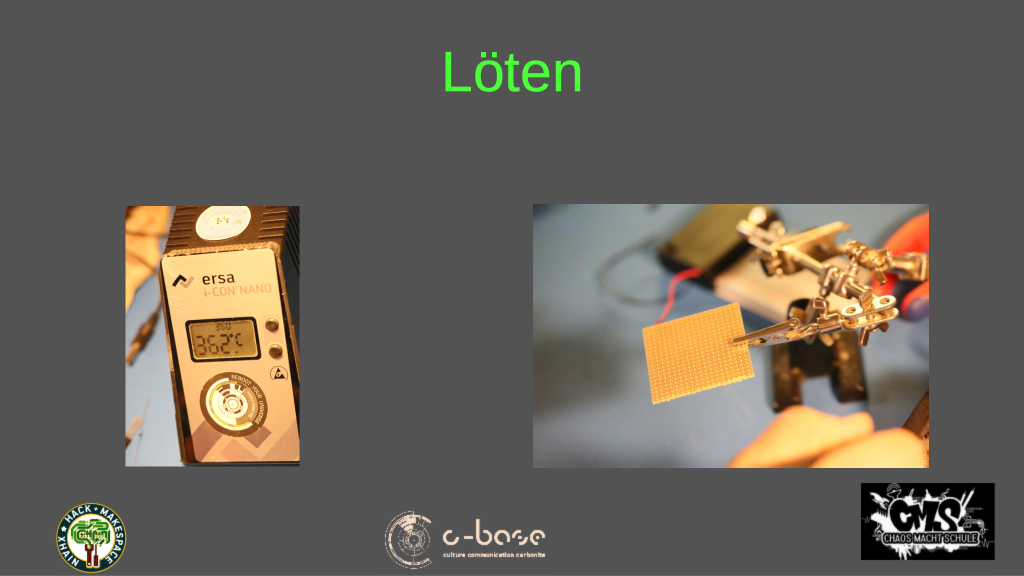 Löten
ersa
i-CON NANO
360
362°C
REBOOT YOUR UNIVERSE
XHAIN ★ HACK + MAKESPACE
c-base
culture communication carbonite
CMS
CHAOS MACHT SCHULE